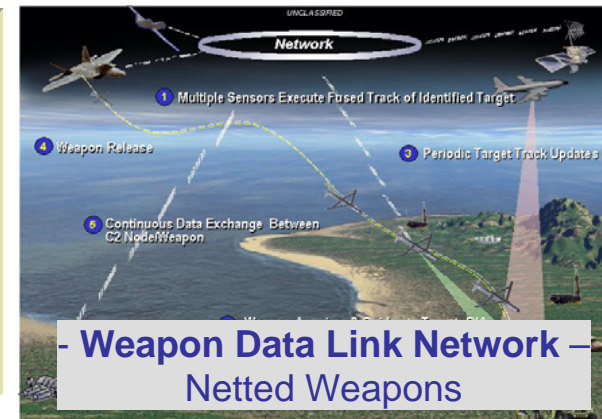 UNCLASSIFIED
Network
1 Multiple Sensors Execute Fused Track of Identified Target
4 Weapon Release
3 Periodic Target Track Updates
5 Continuous Data Exchange Between
C2 Node/Weapon
- Weapon Data Link Network –
Netted Weapons